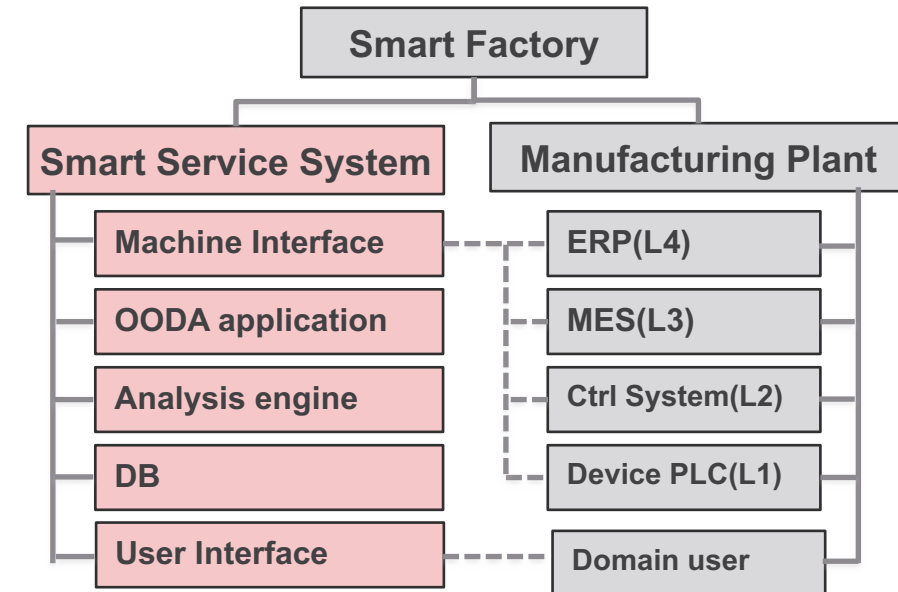 Smart Factory
Smart Service System
Manufacturing Plant
Machine Interface
ERP(L4)
OODA application
MES(L3)
Analysis engine
Ctrl System(L2)
DB
Device PLC(L1)
User Interface
Domain user